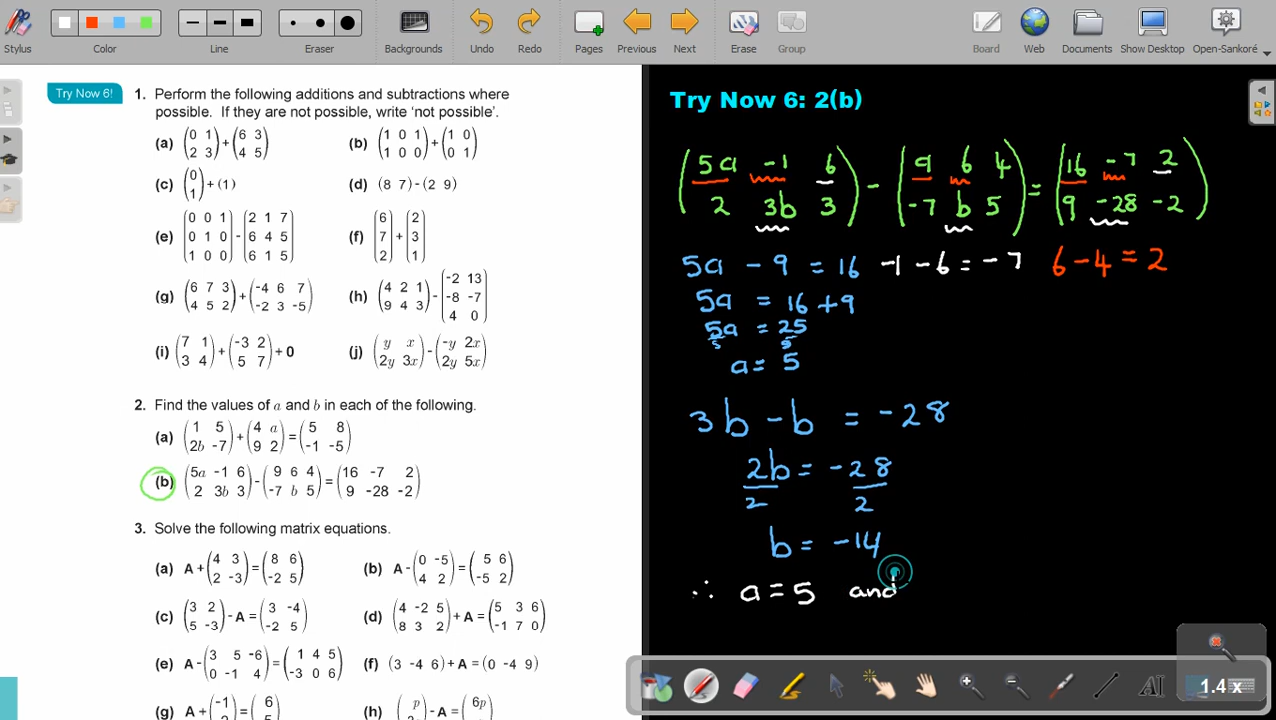 Stylus Color Line Eraser Backgrounds Undo Redo Pages Previous Next Erase Group Board Web Documents Show Desktop Open-Sankoré
Try Now 6!
1. Perform the following additions and subtractions where
possible. If they are not possible, write 'not possible'.
(a) (0 1
2 3) + (6 3
4 5)
(b) (1 0 1
1 0 0) + (1 0
0 1)
(c) (0
1) + (1)
(d) (8 7) - (2 9)
(e) (0 0 1
0 1 0
1 0 0) - (2 1 7
6 4 5
6 1 5)
(f) (6
7
2) + (2
3
1)
(g) (6 7 3
4 5 2) + (-4 6 7
-2 3 -5)
(h) (4 2 1
9 4 3) - (-2 13
-8 -7
4 0)
(i) (7 1
3 4) + (-3 2
5 7) + 0
(j) (y x
2y 3x) - (-y 2x
2y 5x)
2. Find the values of a and b in each of the following.
(a) (1 5
2b -7) + (4 a
9 2) = (5 8
-1 -5)
(b) (5a -1 6
2 3b 3) - (9 6 4
-7 b 5) = (16 -7 2
9 -28 -2)
3. Solve the following matrix equations.
(a) A + (4 3
2 -3) = (8 6
-2 5)
(b) A - (0 -5
4 2) = (5 6
-5 2)
(c) (3 2
5 -3) - A = (3 -4
-2 5)
(d) (4 -2 5
8 3 2) + A = (5 3 6
-1 7 0)
(e) A - (3 5 -6
0 -1 4) = (1 4 5
-3 0 6)
(f) (3 -4 6) + A = (0 -4 9)
(g) A + (-1
) = (6
(h) (p
) - A = (6p
Try Now 6: 2(b)
(5a -1 6
2 3b 3) - (9 6 4
-7 b 5) = (16 -7 2
9 -28 -2)
5a - 9 = 16 -1 - 6 = -7 6 - 4 = 2
5a = 16 + 9
5a = 25
5 5
a = 5
3b - b = -28
2b = -28
2 2
b = -14
∴ a = 5 and
1.4 x